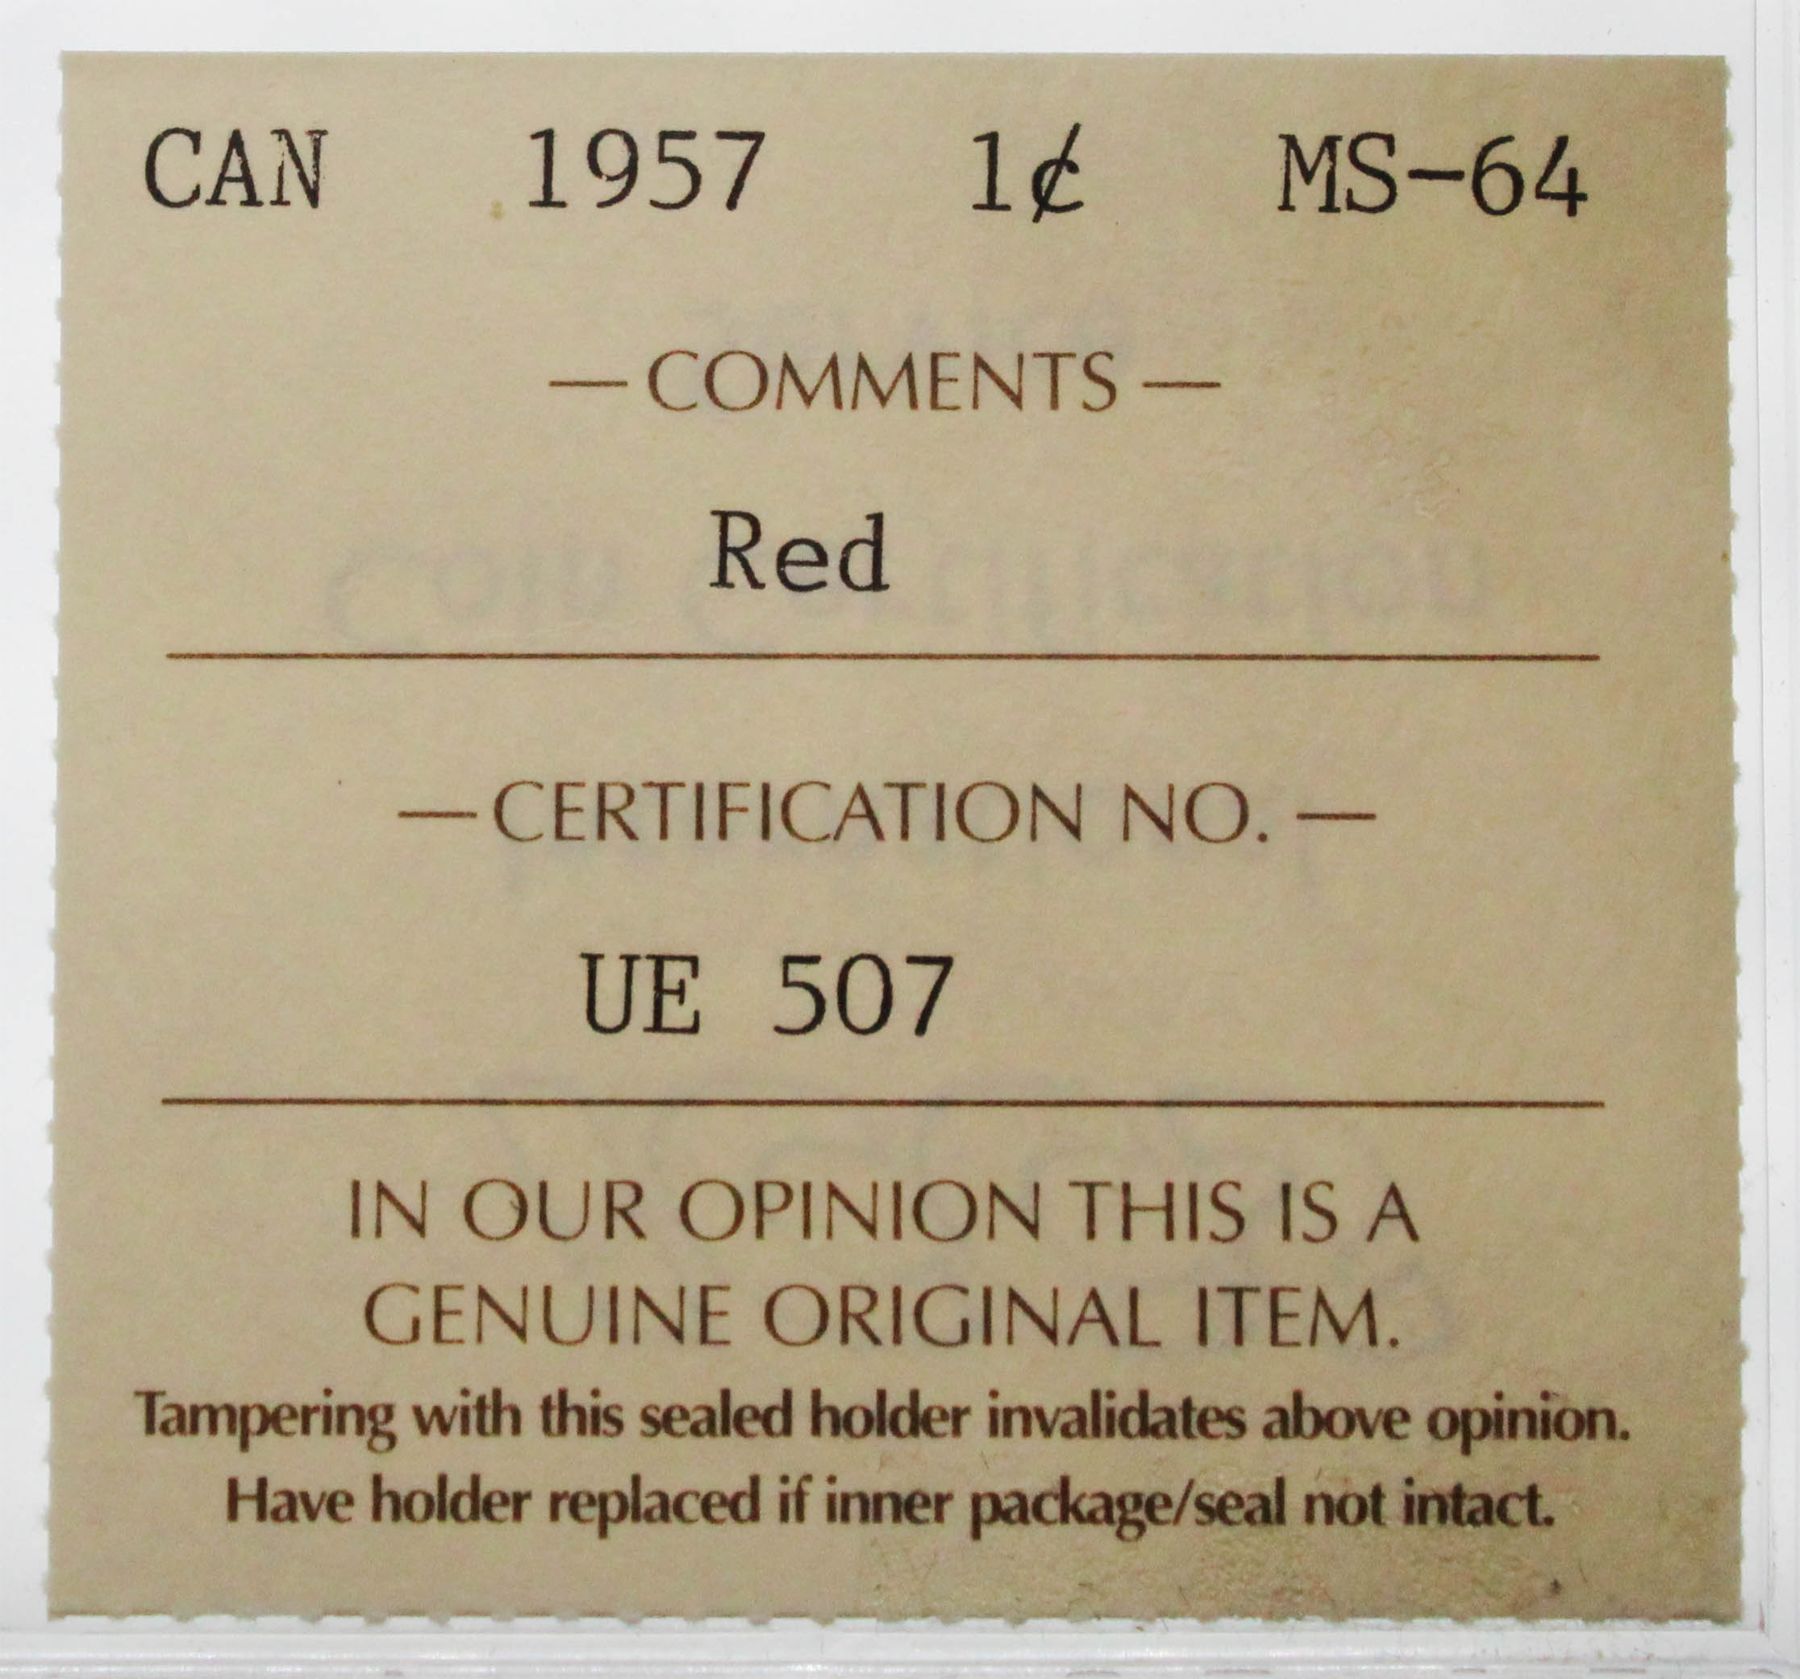 CAN 1957 1¢ MS-64
— COMMENTS —
Red
— CERTIFICATION NO. —
UE 507
IN OUR OPINION THIS IS A
GENUINE ORIGINAL ITEM.
Tampering with this sealed holder invalidates above opinion.
Have holder replaced if inner package/seal not intact.